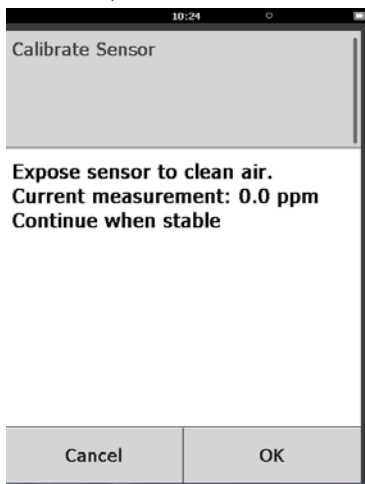 10:24
Calibrate Sensor
Expose sensor to clean air.
Current measurement: 0.0 ppm
Continue when stable
Cancel OK